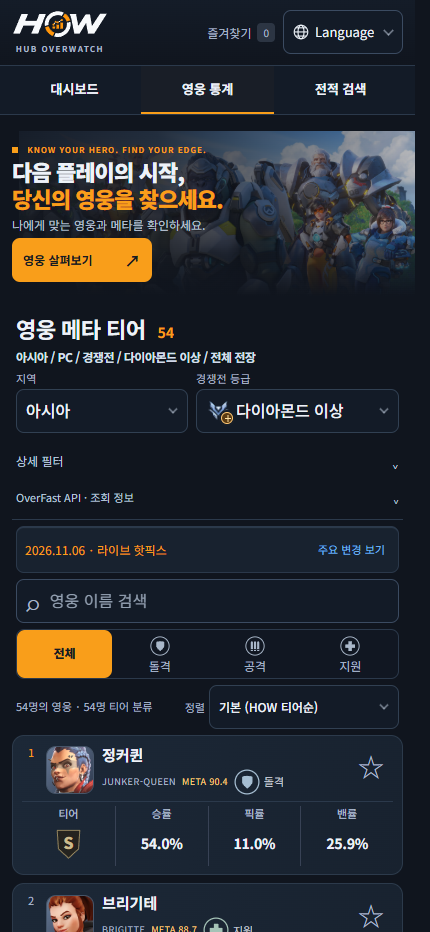 HOW
HUB OVERWATCH
즐겨찾기 0
Language
대시보드 영웅 통계 전적 검색
KNOW YOUR HERO. FIND YOUR EDGE.
다음 플레이의 시작,
당신의 영웅을 찾으세요.
나에게 맞는 영웅과 메타를 확인하세요.
영웅 살펴보기 ↗
영웅 메타 티어 54
아시아 / PC / 경쟁전 / 다이아몬드 이상 / 전체 전장
지역 경쟁전 등급
아시아 다이아몬드 이상
상세 필터
OverFast API · 조회 정보
2026.11.06 · 라이브 핫픽스 주요 변경 보기
영웅 이름 검색
전체 돌격 공격 지원
54명의 영웅 · 54명 티어 분류 정렬 기본 (HOW 티어순)
1 정커퀸
JUNKER-QUEEN META 90.4 돌격
티어 승률 픽률 밴률
S 54.0% 11.0% 25.9%
2 브리기테
BRIGITTE META 88.7 지원